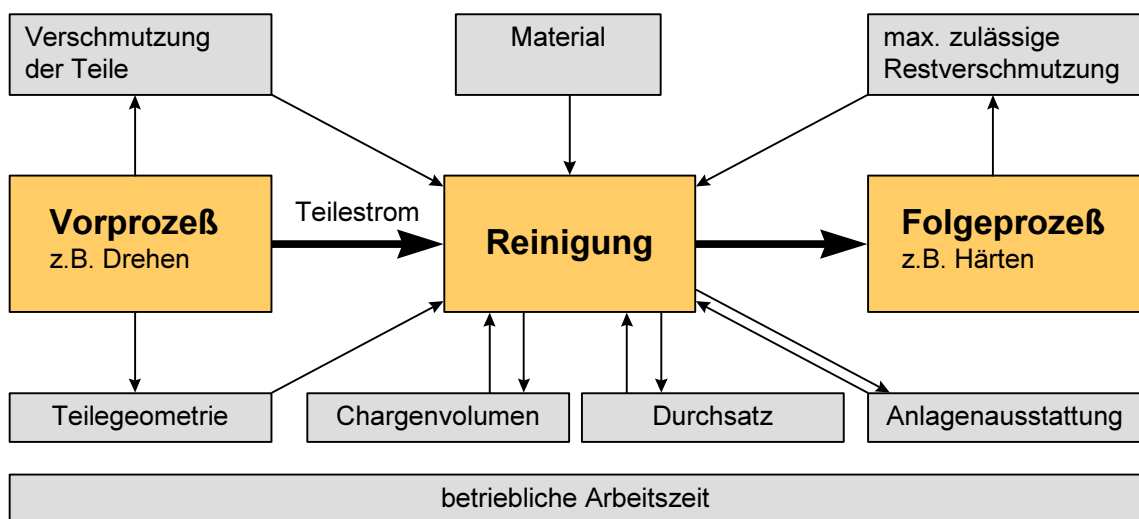 Verschmutzung
der Teile
Material
max. zulässige
Restverschmutzung
Vorprozeß
z.B. Drehen
Teilestrom
Reinigung
Folgeprozeß
z.B. Härten
Teilegeometrie
Chargenvolumen
Durchsatz
Anlagenausstattung
betriebliche Arbeitszeit